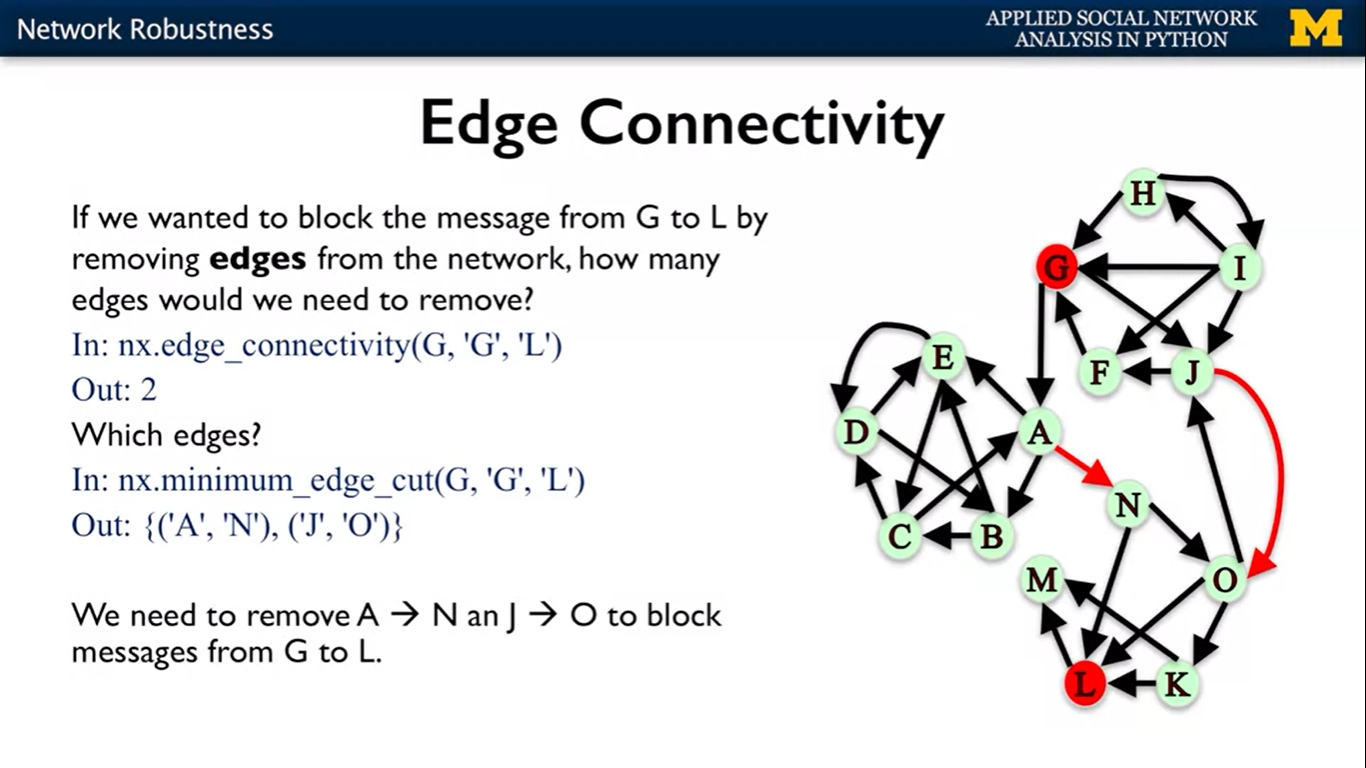 Network Robustness
APPLIED SOCIAL NETWORK
ANALYSIS IN PYTHON
M
Edge Connectivity
If we wanted to block the message from G to L by
removing edges from the network, how many
edges would we need to remove?
In: nx.edge_connectivity(G, 'G', 'L')
Out: 2
Which edges?
In: nx.minimum_edge_cut(G, 'G', 'L')
Out: {('A', 'N'), ('J', 'O')}
We need to remove A → N an J → O to block
messages from G to L.
H
G
I
E
F
J
D
A
N
C
B
M
O
L
K